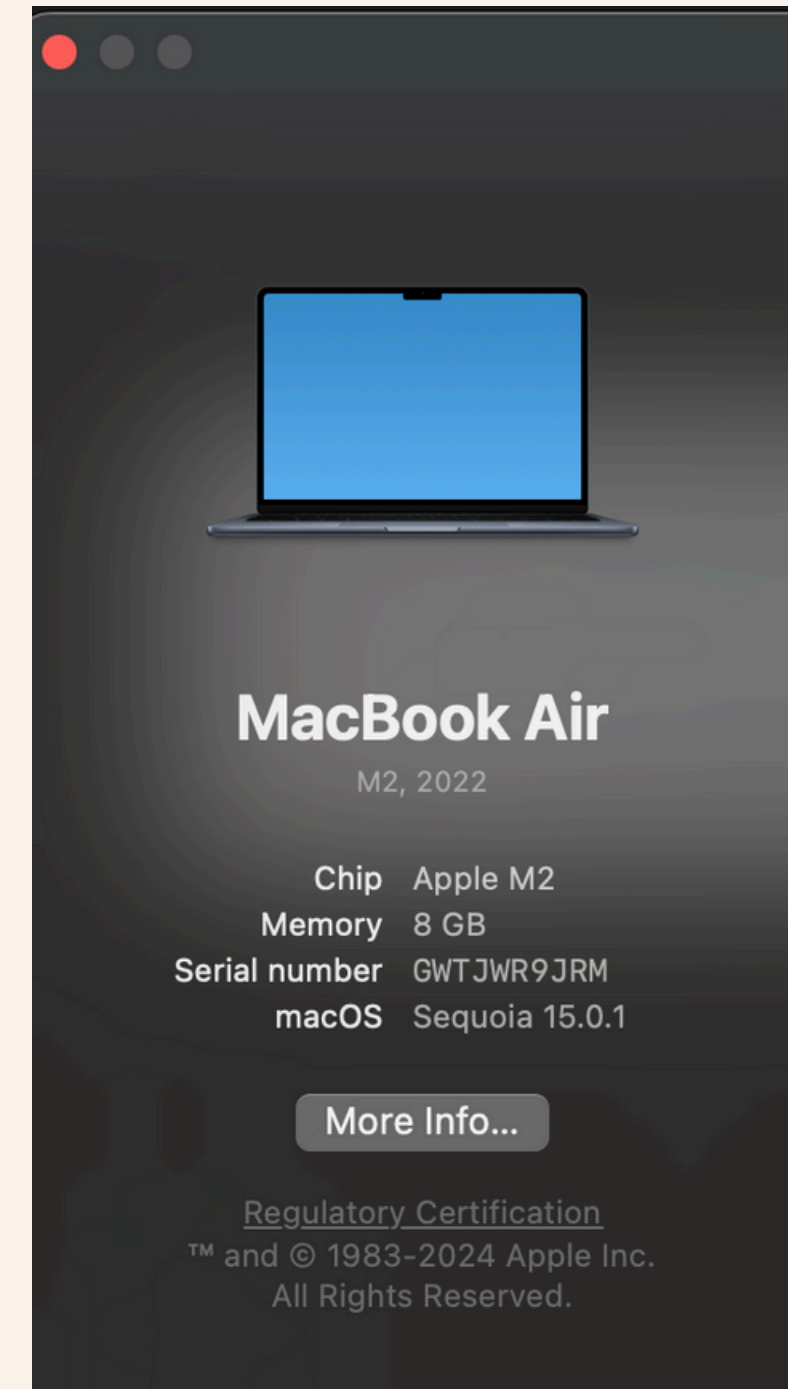 MacBook Air
M2, 2022
Chip Apple M2
Memory 8 GB
Serial number GWTJWR9JRM
macOS Sequoia 15.0.1
More Info...
Regulatory Certification
™ and © 1983-2024 Apple Inc.
All Rights Reserved.